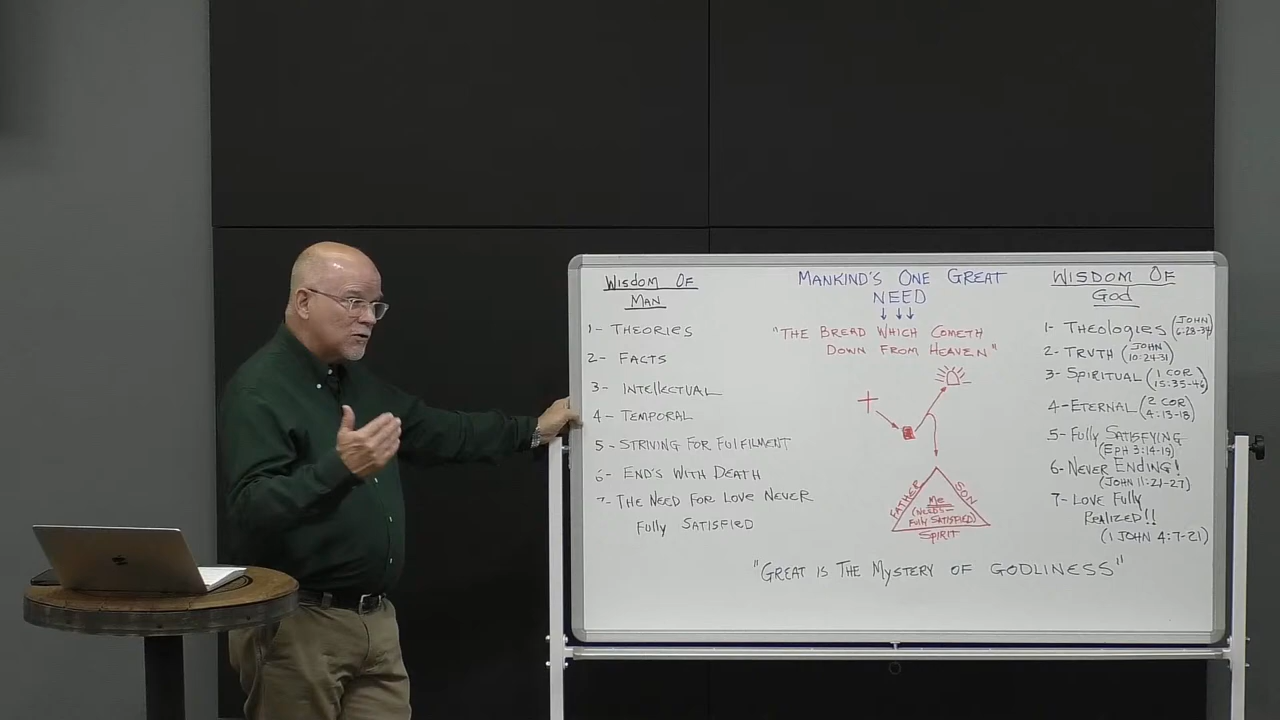 WISDOM OF
MAN
1- THEORIES
2- FACTS
3- INTELLECTUAL
4- TEMPORAL
5- STRIVING FOR FULFILMENT
6- END'S WITH DEATH
7- THE NEED FOR LOVE NEVER
FULLY SATISFIED
MANKIND'S ONE GREAT
NEED
"THE BREAD WHICH COMETH
DOWN FROM HEAVEN"
FATHER
SON
ME
(NEEDS-
FULLY SATISFIED)
SPIRIT
WISDOM OF
GOD
1- THEOLOGIES (JOHN
6:28-34)
2- TRUTH (JOHN
10:24-31)
3- SPIRITUAL (1 COR
15:35-46)
4- ETERNAL (2 COR
4:13-18)
5- FULLY SATISFYING
(EPH 3:14-19)
6- NEVER ENDING!
(JOHN 11:21-27)
7- LOVE FULLY
REALIZED!!
(1 JOHN 4:7-21)
"GREAT IS THE MYSTERY OF GODLINESS"